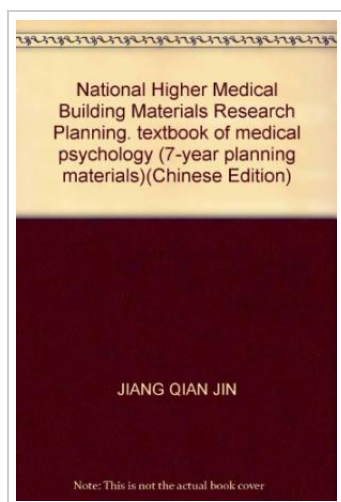 National Higher Medical
Building Materials Research
Planning. textbook of medical
psychology (7-year planning
materials)(Chinese Edition)
JIANG QIAN JIN
Note: This is not the actual book cover